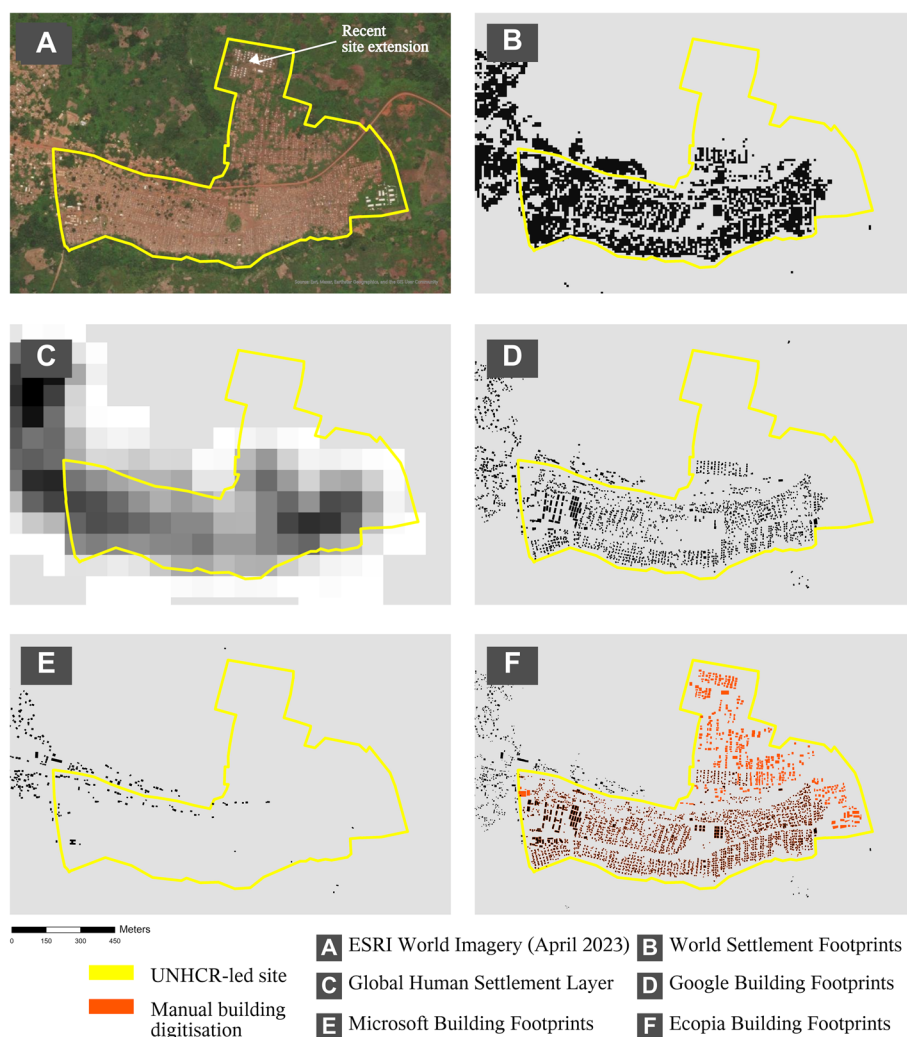 A
Recent
site extension
B
C
D
E
F
Meters
0 150 300 450
UNHCR-led site
Manual building
digitisation
A ESRI World Imagery (April 2023)
B World Settlement Footprints
C Global Human Settlement Layer
D Google Building Footprints
E Microsoft Building Footprints
F Ecopia Building Footprints